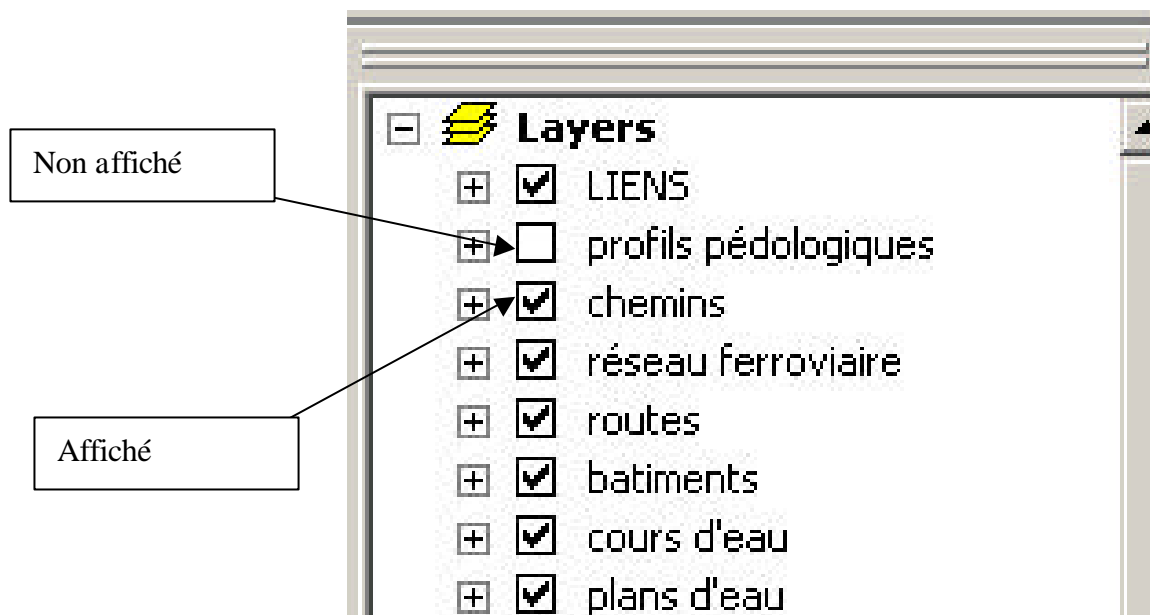 Layers
Non affiché
LIENS
profils pédologiques
chemins
réseau ferroviaire
routes
Affiché
batiments
cours d'eau
plans d'eau